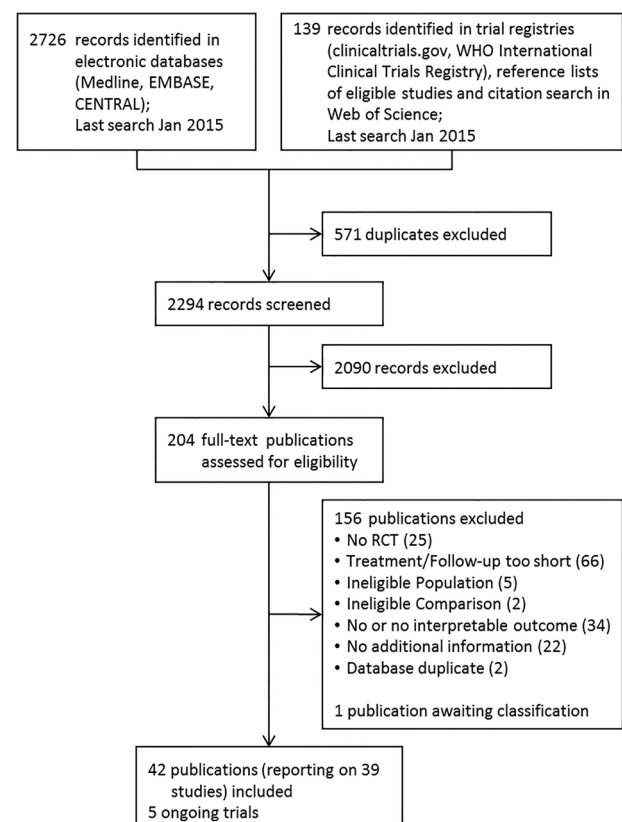 2726 records identified in
electronic databases
(Medline, EMBASE,
CENTRAL);
Last search Jan 2015
139 records identified in trial registries
(clinicaltrials.gov, WHO International
Clinical Trials Registry), reference lists
of eligible studies and citation search in
Web of Science;
Last search Jan 2015
571 duplicates excluded
2294 records screened
2090 records excluded
204 full-text publications
assessed for eligibility
156 publications excluded
• No RCT (25)
• Treatment/Follow-up too short (66)
• Ineligible Population (5)
• Ineligible Comparison (2)
• No or no interpretable outcome (34)
• No additional information (22)
• Database duplicate (2)
1 publication awaiting classification
42 publications (reporting on 39
studies) included
5 ongoing trials